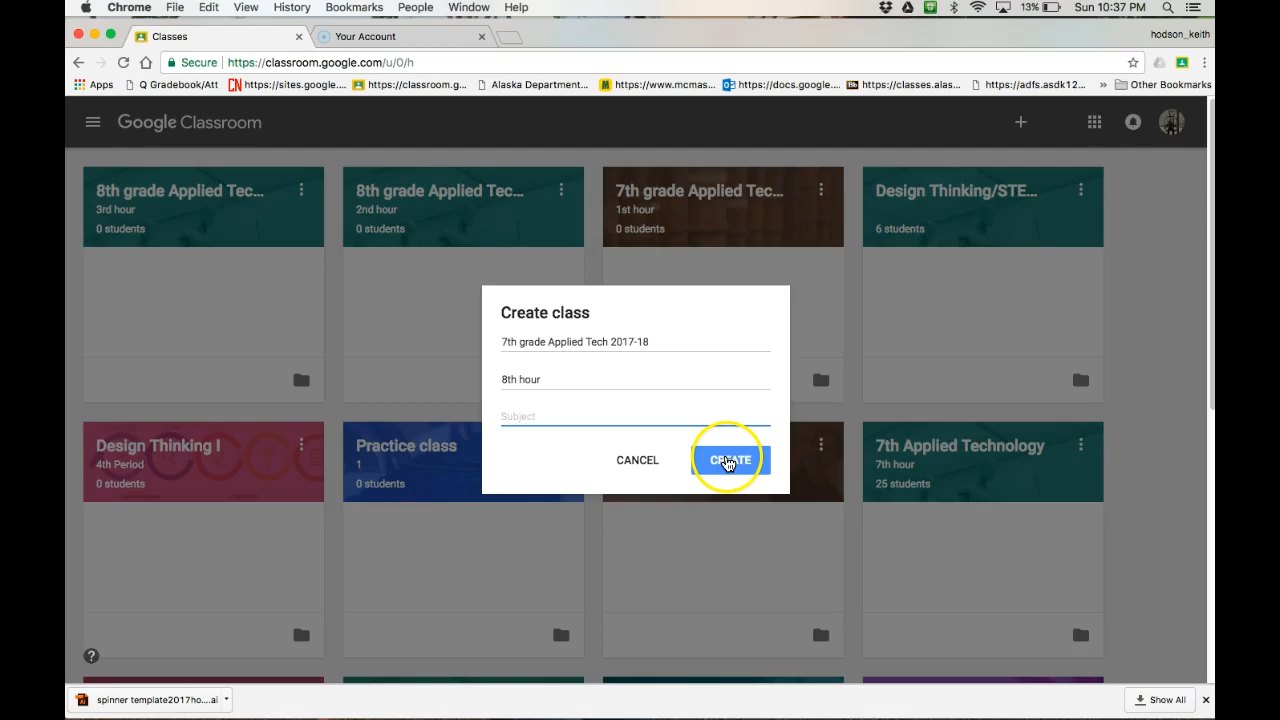 Chrome File Edit View History Bookmarks People Window Help 13% Sun 10:37 PM
Classes Your Account hodson_keith
Secure https://classroom.google.com/u/0/h
Apps Q Gradebook/Att https://sites.google.... https://classroom.g... Alaska Department... https://www.mcmas... https://docs.google.... https://classes.alas... https://adfs.asdk12... » Other Bookmarks
Google Classroom
8th grade Applied Tec... 8th grade Applied Tec... 7th grade Applied Tec... Design Thinking/STE...
3rd hour 2nd hour 1st hour
0 students 0 students 0 students 6 students
Create class
7th grade Applied Tech 2017-18
8th hour
Subject
CANCEL CREATE
Design Thinking I Practice class 7th Applied Technology
4th Period 1 7th hour
0 students 0 students 25 students
?
spinner template2017ho....ai Show All